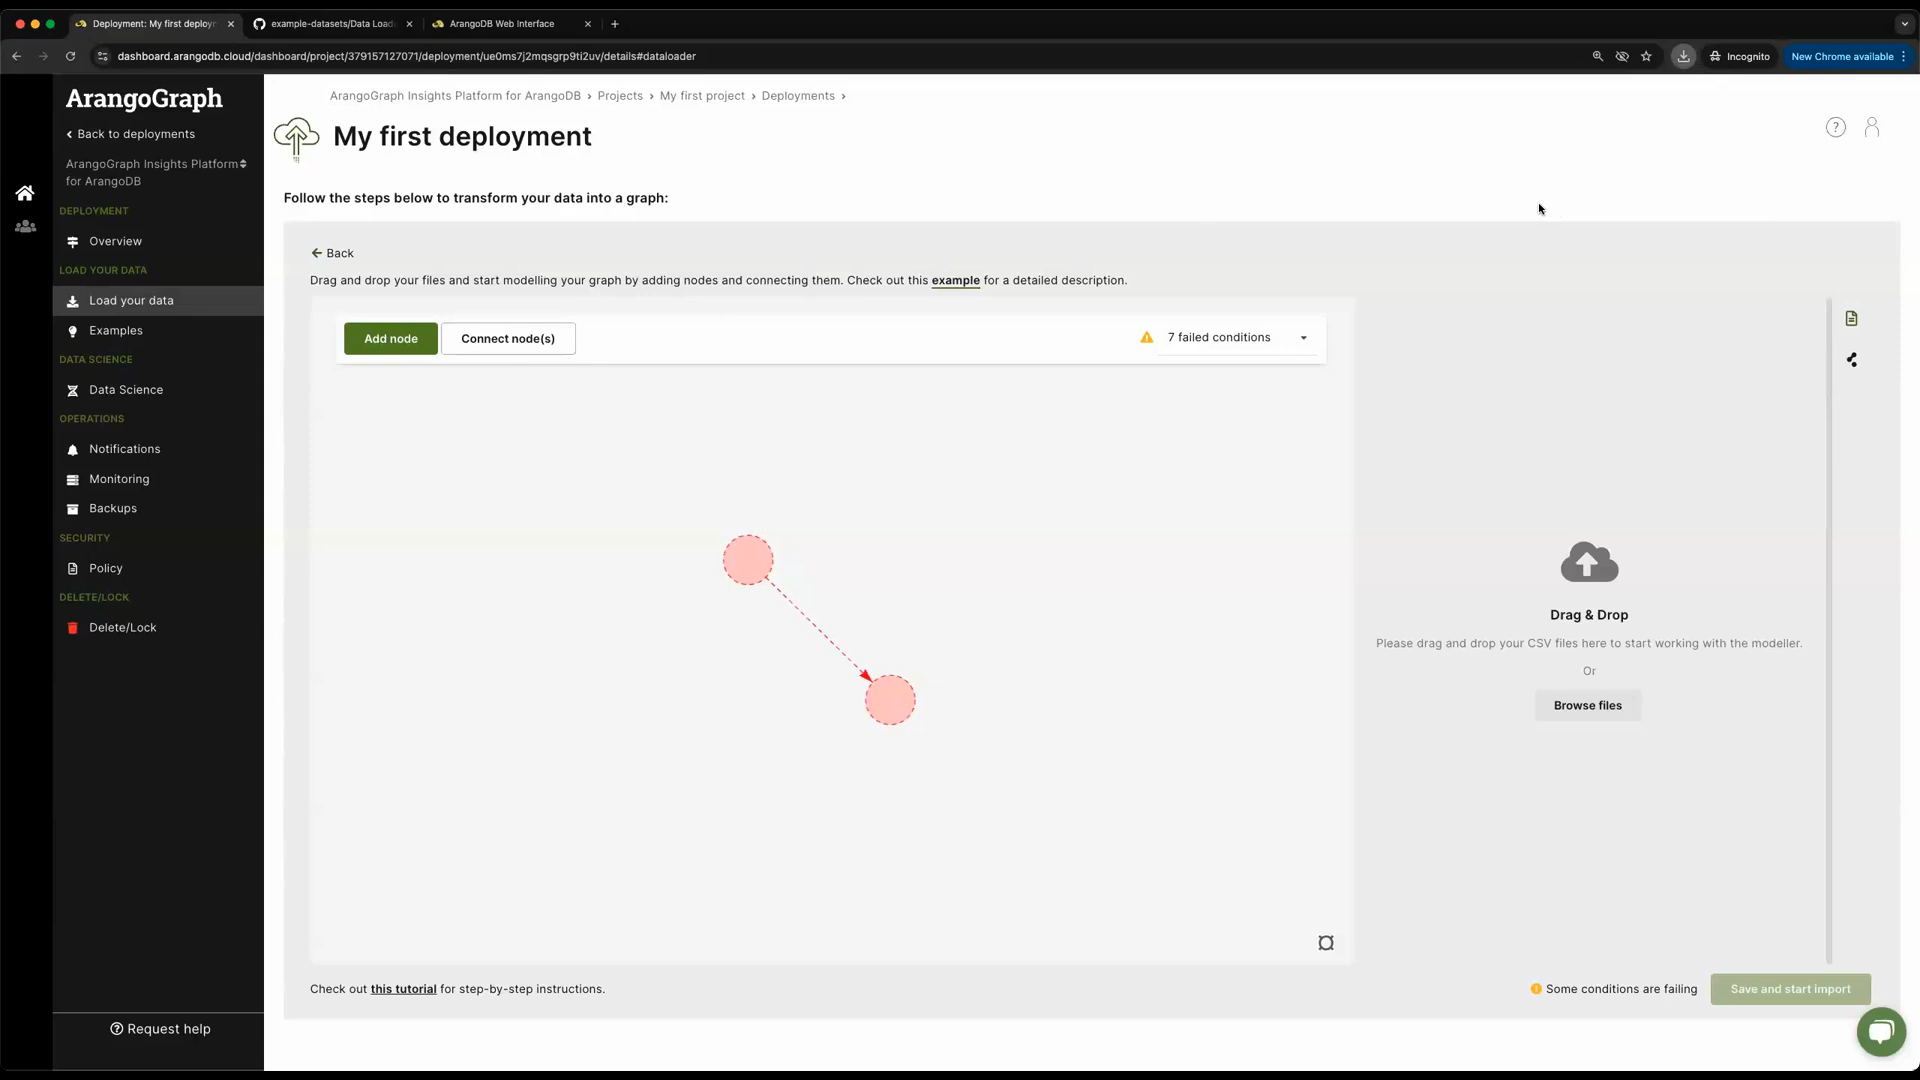 Deployment: My first deploym
example-datasets/Data Load
ArangoDB Web Interface
dashboard.arangodb.cloud/dashboard/project/379157127071/deployment/ue0ms7j2mqsgrp9ti2uv/details#dataloader
Incognito
New Chrome available
ArangoGraph
Back to deployments
ArangoGraph Insights Platform
for ArangoDB
DEPLOYMENT
Overview
LOAD YOUR DATA
Load your data
Examples
DATA SCIENCE
Data Science
OPERATIONS
Notifications
Monitoring
Backups
SECURITY
Policy
DELETE/LOCK
Delete/Lock
Request help
ArangoGraph Insights Platform for ArangoDB › Projects › My first project › Deployments ›
My first deployment
Follow the steps below to transform your data into a graph:
Back
Drag and drop your files and start modelling your graph by adding nodes and connecting them. Check out this example for a detailed description.
Add node
Connect node(s)
7 failed conditions
Drag & Drop
Please drag and drop your CSV files here to start working with the modeller.
Or
Browse files
Check out this tutorial for step-by-step instructions.
Some conditions are failing
Save and start import